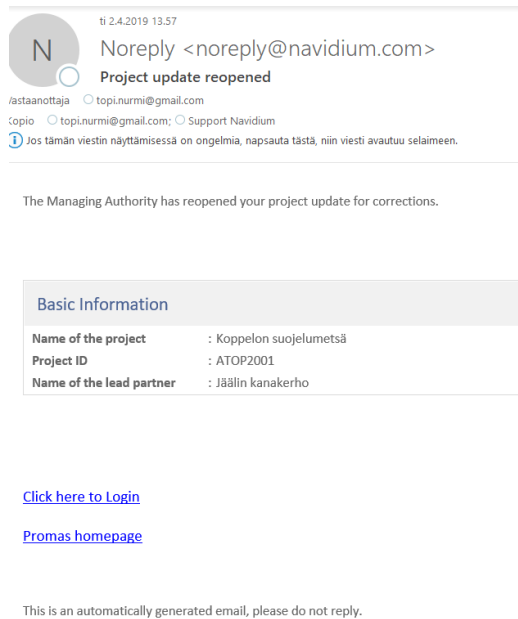 ti 2.4.2019 13.57
N
Noreply <noreply@navidium.com>
Project update reopened
/astaanottaja topi.nurmi@gmail.com
Kopio topi.nurmi@gmail.com; Support Navidium
Jos tämän viestin näyttämisessä on ongelmia, napsauta tästä, niin viesti avautuu selaimeen.
The Managing Authority has reopened your project update for corrections.
Basic Information
Name of the project : Koppelon suojelumetsä
Project ID : ATOP2001
Name of the lead partner : Jäälin kanakerho
Click here to Login
Promas homepage
This is an automatically generated email, please do not reply.